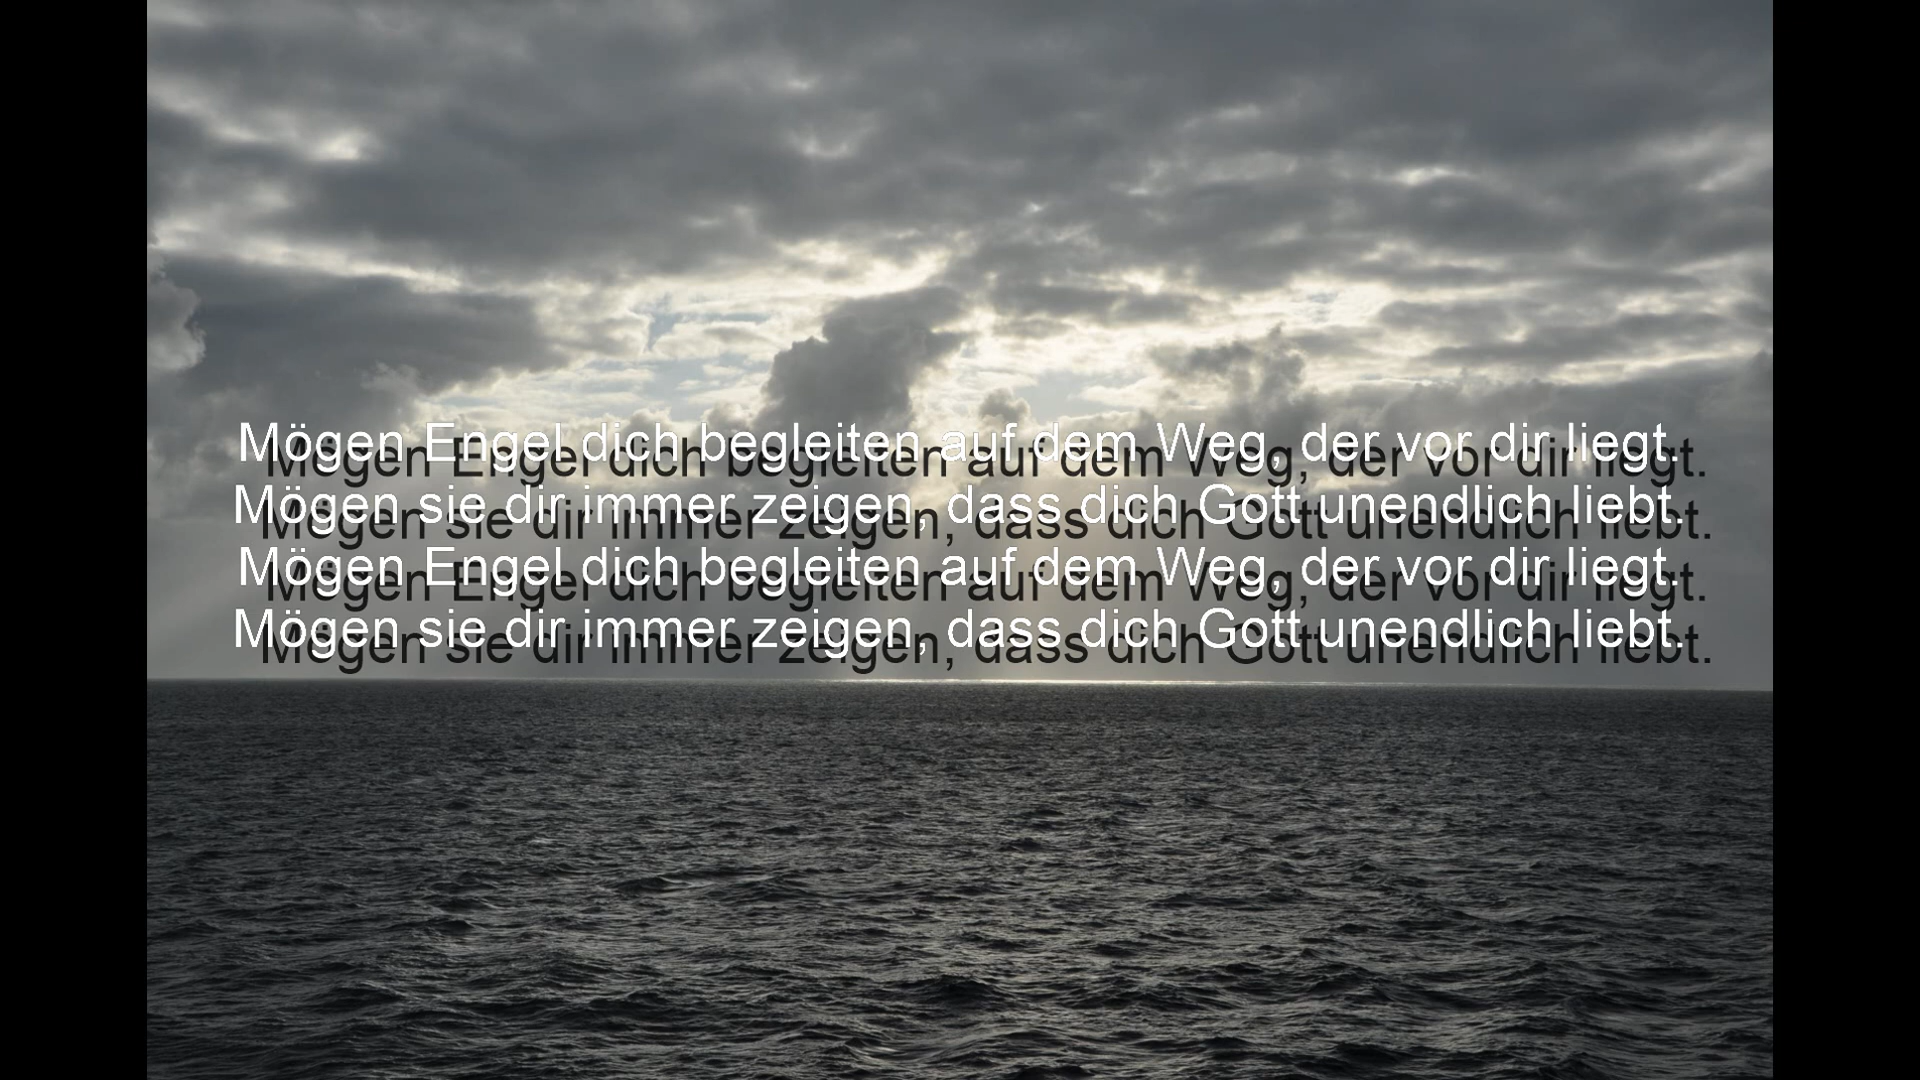 Mögen Engel dich begleiten auf dem Weg, der vor dir liegt.
Mögen sie dir immer zeigen, dass dich Gott unendlich liebt.
Mögen Engel dich begleiten auf dem Weg, der vor dir liegt.
Mögen sie dir immer zeigen, dass dich Gott unendlich liebt.